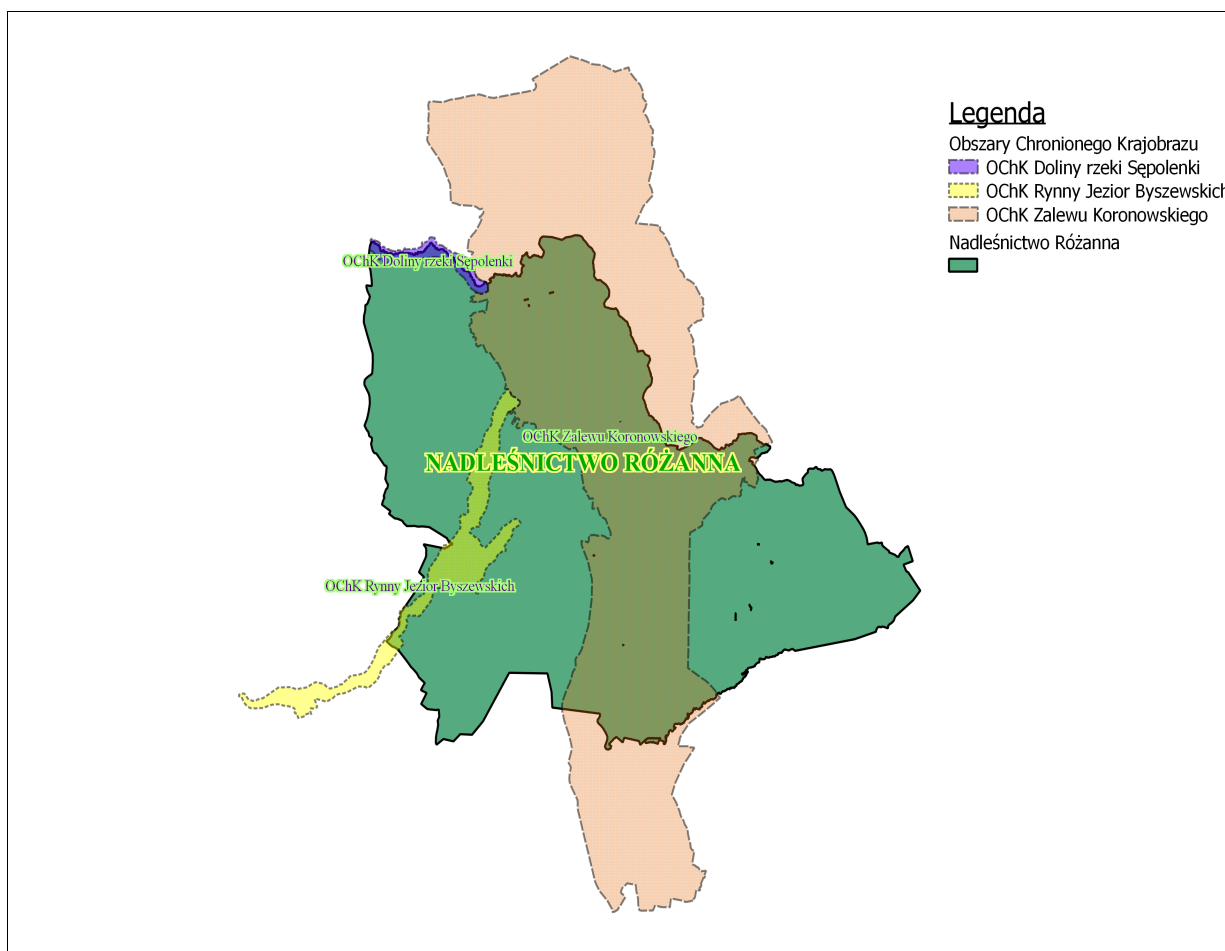 Legenda
Obszary Chronionego Krajobrazu
OChK Doliny rzeki Sępolenki
OChK Rynny Jezior Byszewskich
OChK Zalewu Koronowskiego
Nadleśnictwo Różanna
OChK Doliny rzeki Sępolenki
OChK Zalewu Koronowskiego
NADLEŚNICTWO RÓŻANNA
OChK Rynny Jezior Byszewskich